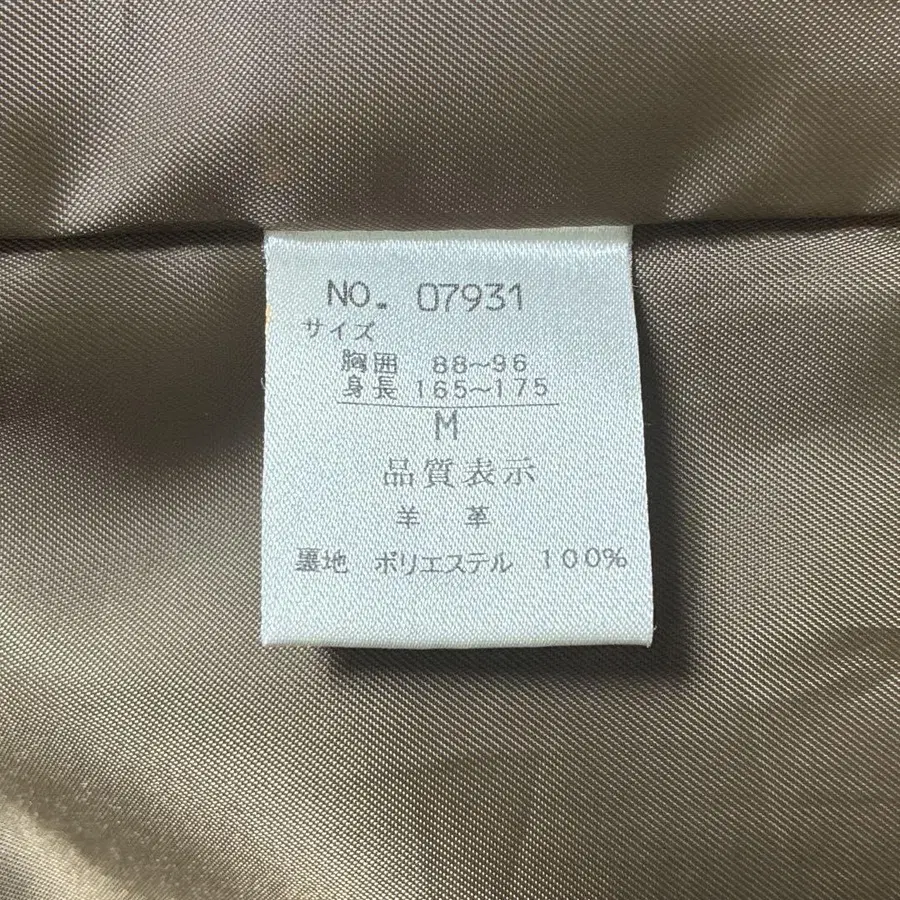 NO. 07931
サイズ
胸囲 88〜96
身長 165〜175
M
品質表示
羊革
裏地 ポリエステル 100%